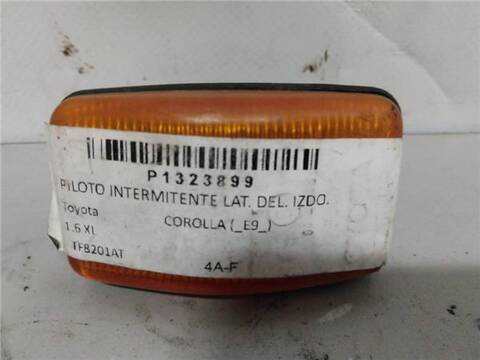 P1323899
PILOTO INTERMITENTE LAT. DEL. IZDO.
Toyota
COROLLA (_E9_)
1.6 XL
TF8201AT
4A-F